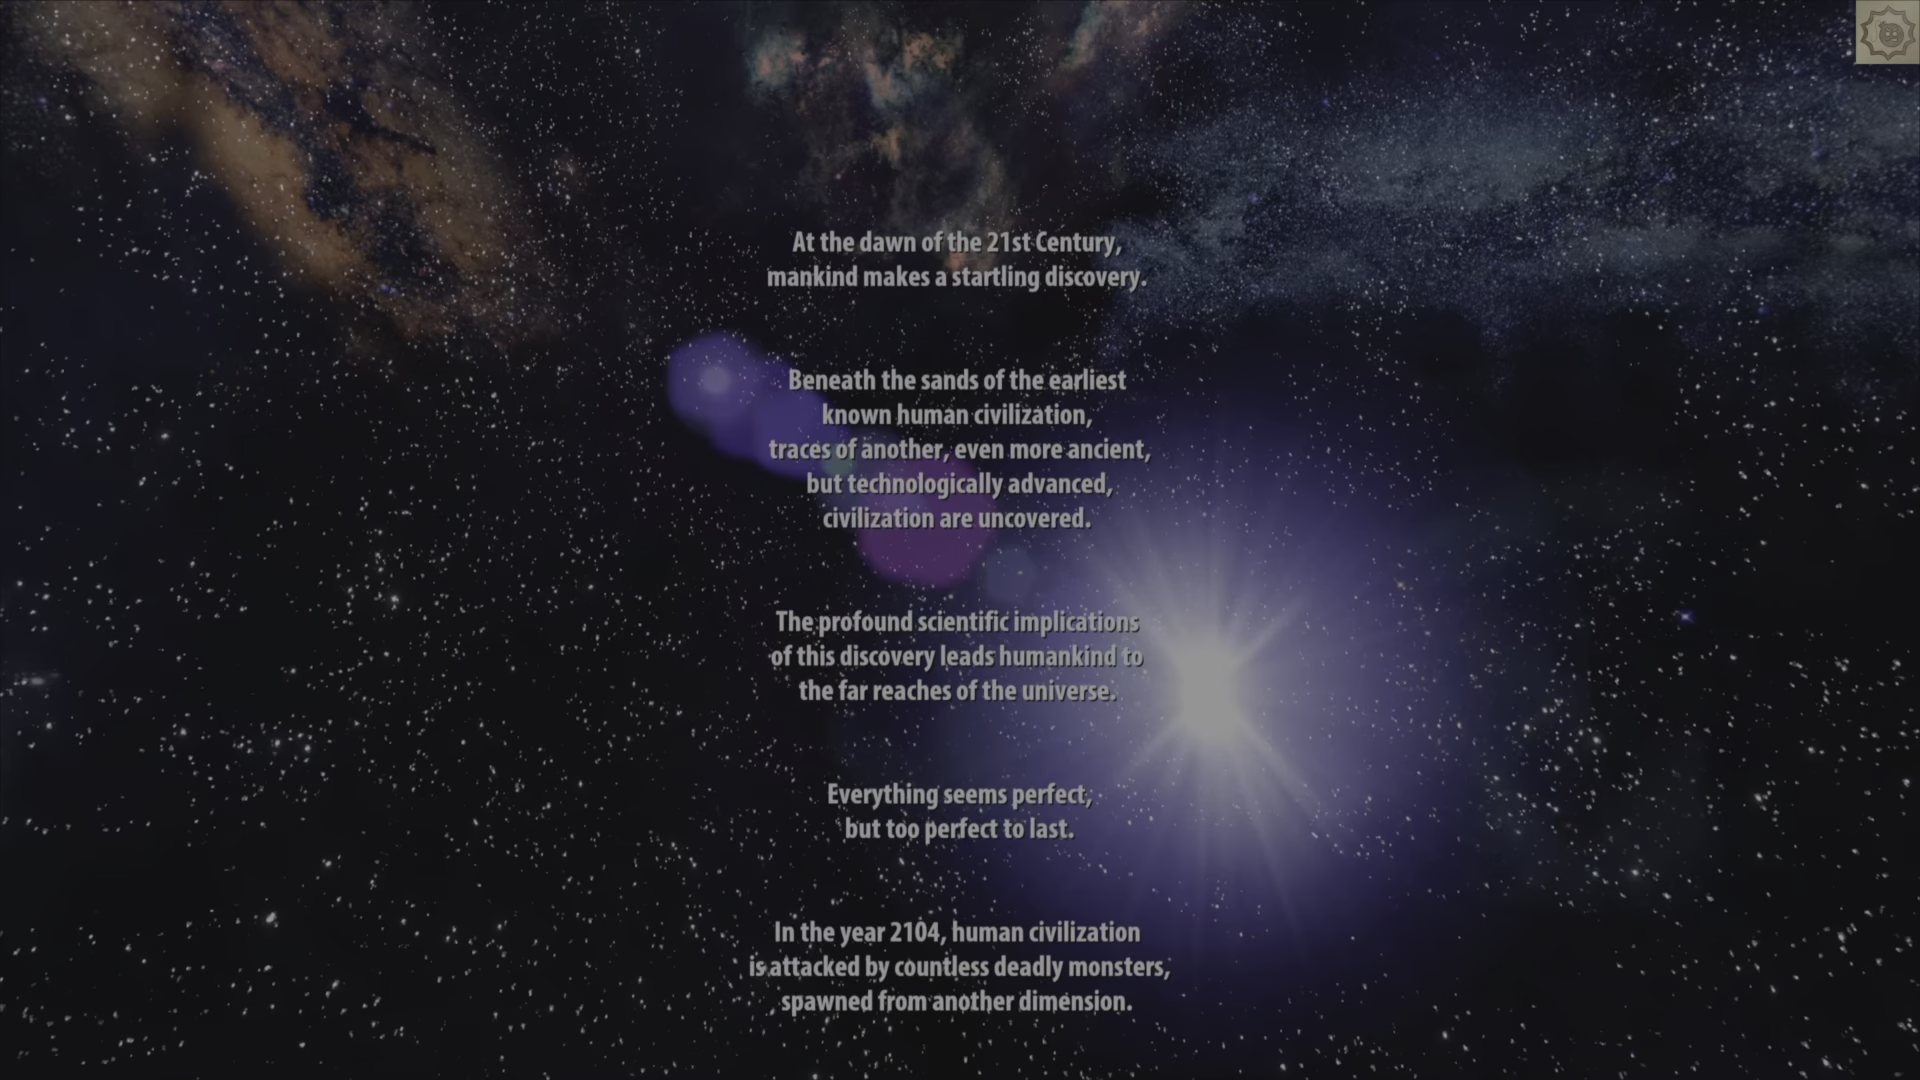 At the dawn of the 21st Century,
mankind makes a startling discovery.
Beneath the sands of the earliest
known human civilization,
traces of another, even more ancient,
but technologically advanced,
civilization are uncovered.
The profound scientific implications
of this discovery leads humankind to
the far reaches of the universe.
Everything seems perfect,
but too perfect to last.
In the year 2104, human civilization
is attacked by countless deadly monsters,
spawned from another dimension.